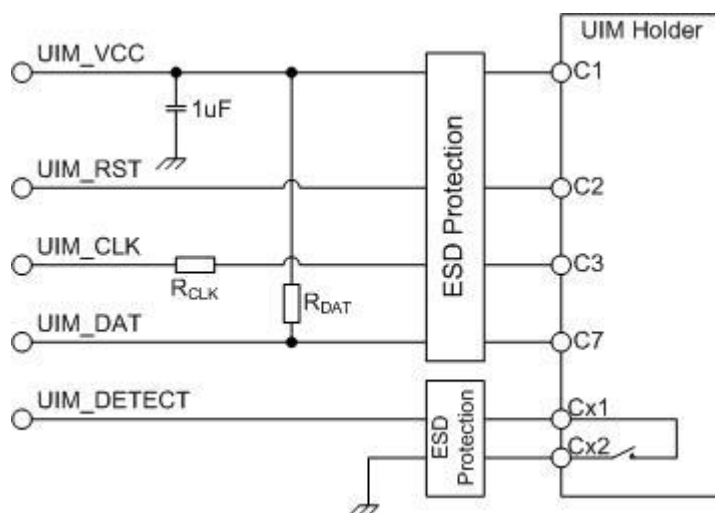 UIM Holder
UIM_VCC
C1
1uF
UIM_RST
C2
ESD Protection
UIM_CLK
C3
RCLK
RDAT
UIM_DAT
C7
UIM_DETECT
Cx1
ESD
Protection
Cx2